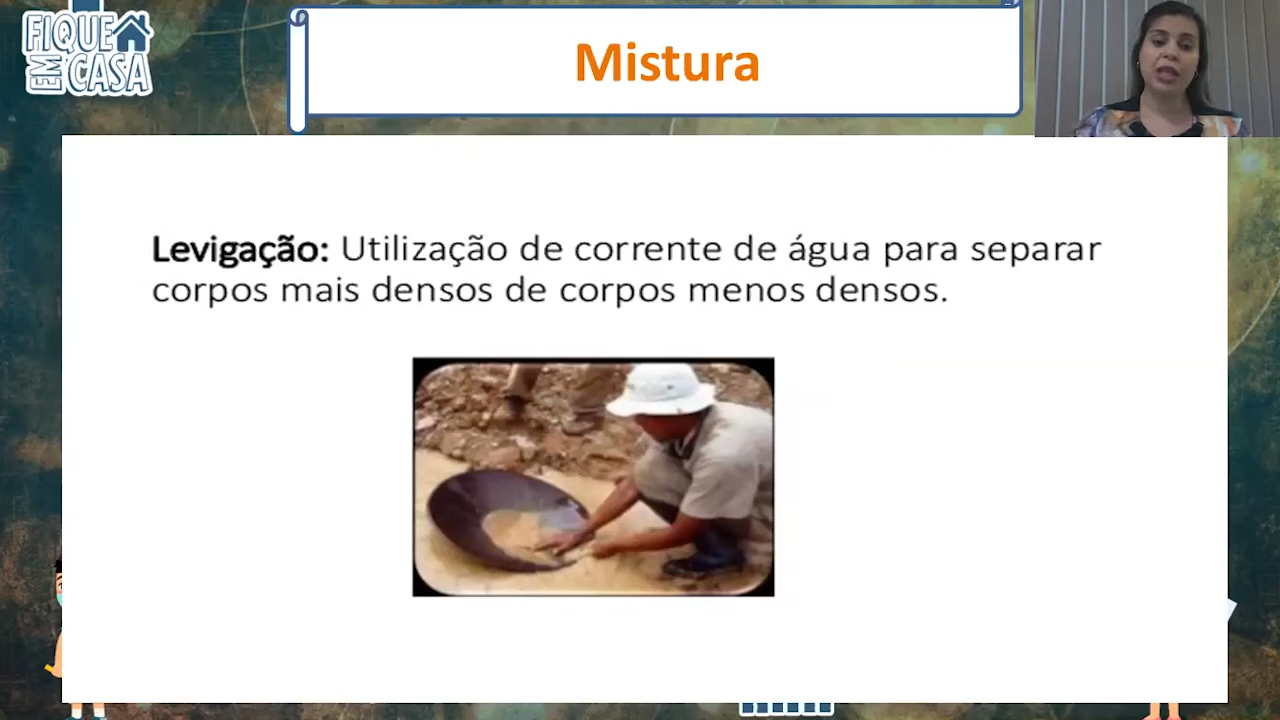 FIQUE
EM CASA
Mistura
Levigação: Utilização de corrente de água para separar
corpos mais densos de corpos menos densos.